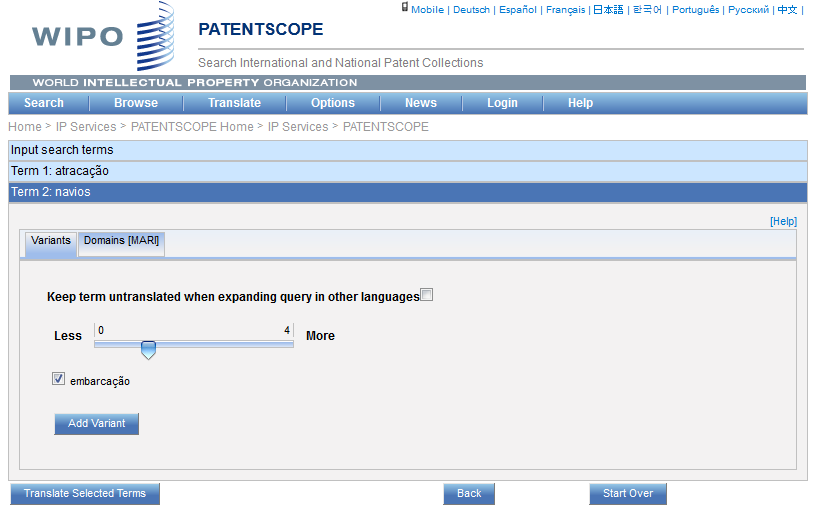 Mobile | Deutsch | Español | Français | 日本語 | 한국어 | Português | Русский | 中文 |
WIPO
PATENTSCOPE
Search International and National Patent Collections
WORLD INTELLECTUAL PROPERTY ORGANIZATION
Search Browse Translate Options News Login Help
Home > IP Services > PATENTSCOPE Home > IP Services > PATENTSCOPE
Input search terms
Term 1: atracação
Term 2: navios
[Help]
Variants Domains [MARI]
Keep term untranslated when expanding query in other languages
0 4
Less More
embarcação
Add Variant
Translate Selected Terms Back Start Over